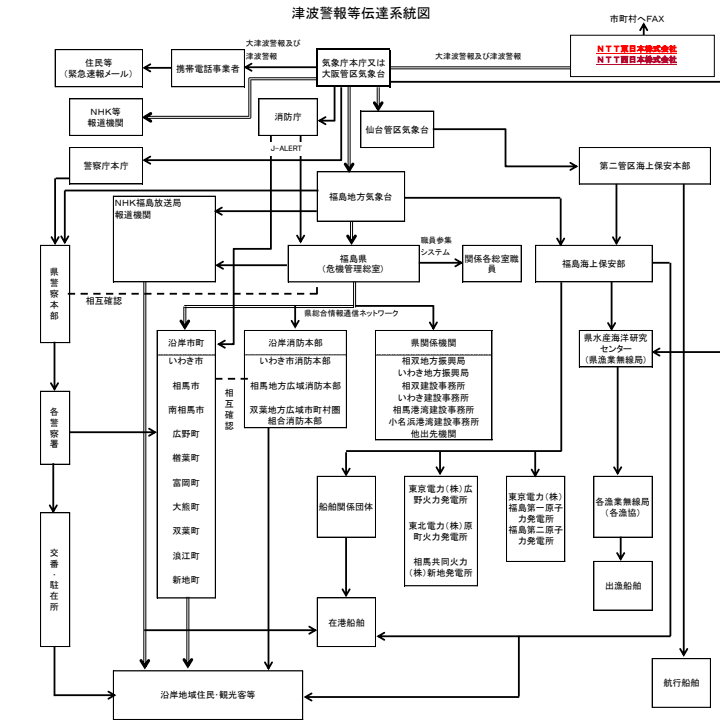 津波警報等伝達系統図
市町村へFAX
大津波警報及び
津波警報
大津波警報及び津波警報
NTT東日本株式会社
NTT西日本株式会社
住民等
(緊急速報メール)
携帯電話事業者
気象庁本庁又は
大阪管区気象台
NHK等
報道機関
消防庁
仙台管区気象台
J-ALERT
警察庁本庁
第二管区海上保安本部
福島地方気象台
NHK福島放送局
報道機関
職員参集
システム
県警察本部
福島県
(危機管理総室)
関係各総室職
員
福島海上保安部
相互確認
県総合情報通信ネットワーク
沿岸市町
いわき市
相馬市
南相馬市
広野町
楢葉町
富岡町
大熊町
双葉町
浪江町
新地町
相互確認
沿岸消防本部
いわき市消防本部
相馬地方広域消防本部
双葉地方広域市町村圏
組合消防本部
県関係機関
相双地方振興局
いわき地方振興局
相双建設事務所
いわき建設事務所
相馬港湾建設事務所
小名浜港湾建設事務所
他出先機関
県水産海洋研究
センター
(県漁業無線局)
各警察署
船舶関係団体
東京電力(株)広
野火力発電所
東北電力(株)原
町火力発電所
相馬共同火力
(株)新地発電所
東京電力(株)
福島第一原子
力発電所
福島第二原子
力発電所
各漁業無線局
(各漁協)
交番・駐在所
出漁船舶
在港船舶
沿岸地域住民・観光客等
航行船舶